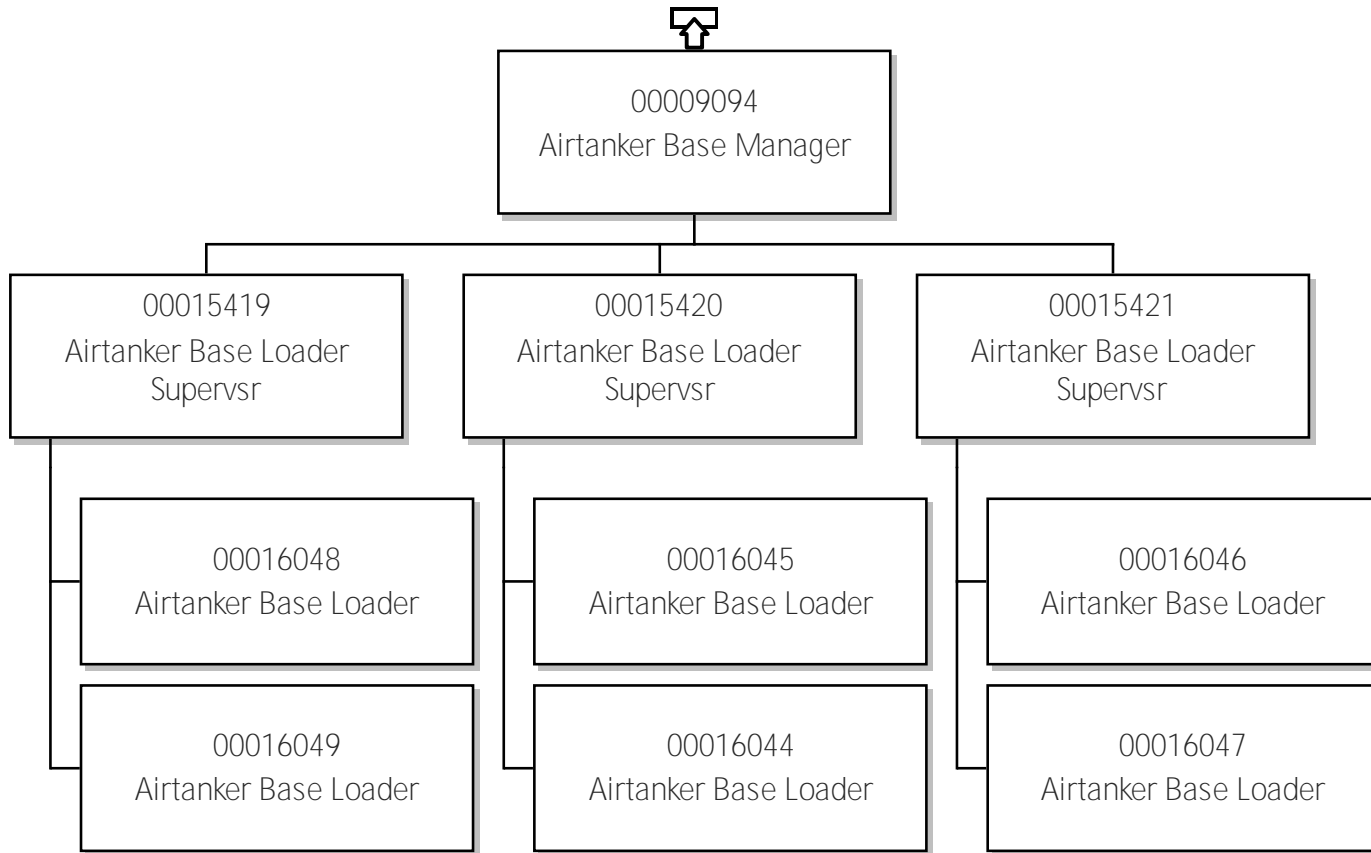 00009094
Airtanker Base Manager
00015419
Airtanker Base Loader
Supervsr
00015420
Airtanker Base Loader
Supervsr
00015421
Airtanker Base Loader
Supervsr
00016048
Airtanker Base Loader
00016045
Airtanker Base Loader
00016046
Airtanker Base Loader
00016049
Airtanker Base Loader
00016044
Airtanker Base Loader
00016047
Airtanker Base Loader